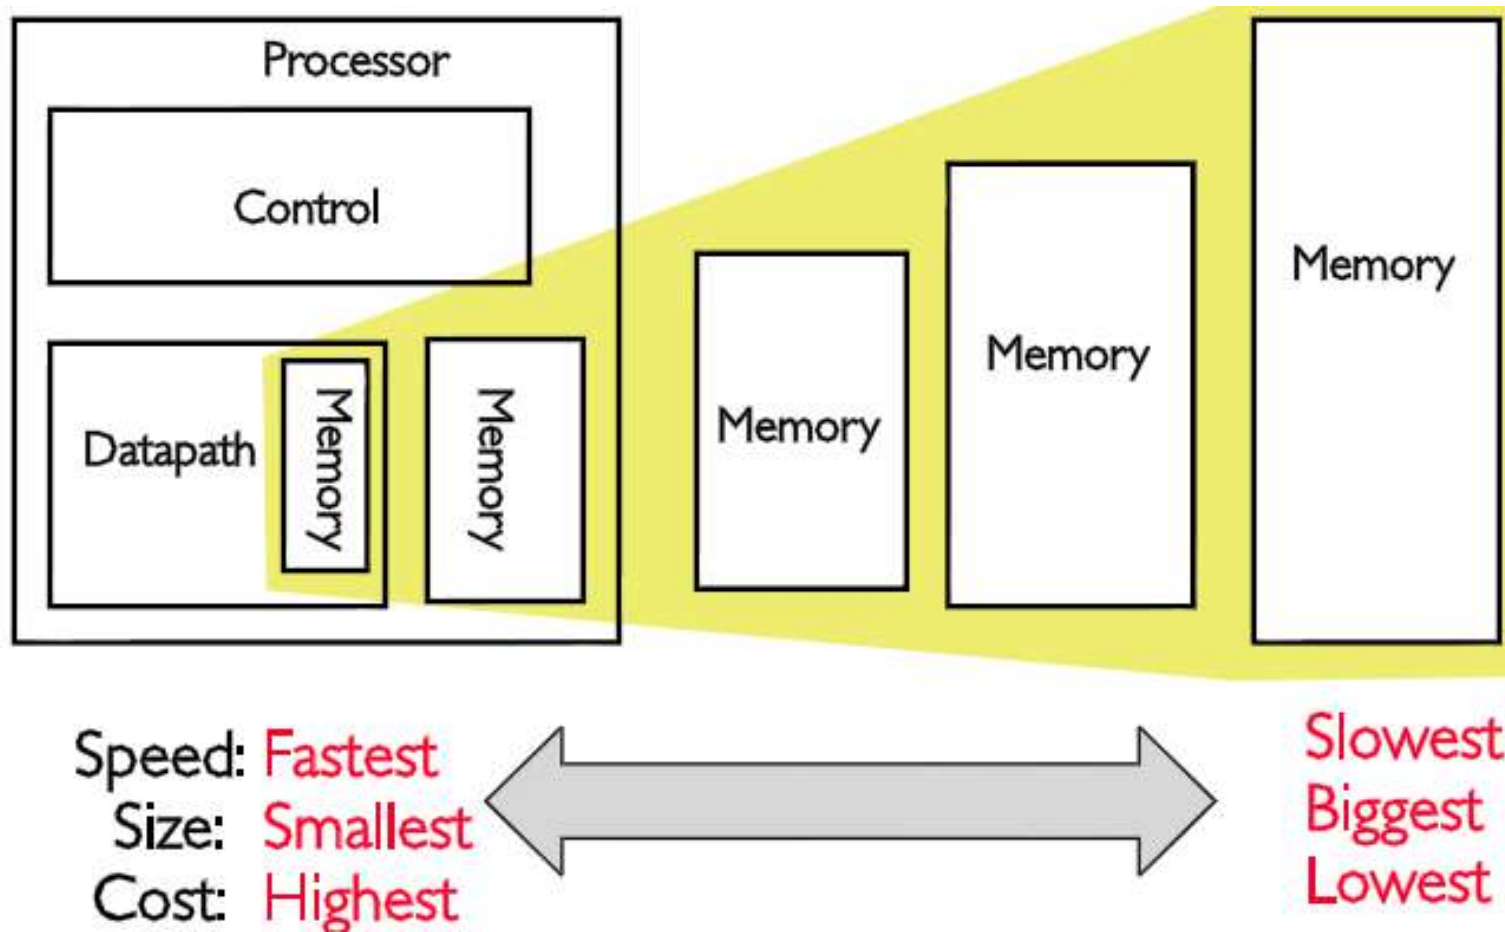 Processor
Control
Datapath
Memory
Memory
Memory
Memory
Memory
Speed: Fastest
Size: Smallest
Cost: Highest
Slowest
Biggest
Lowest